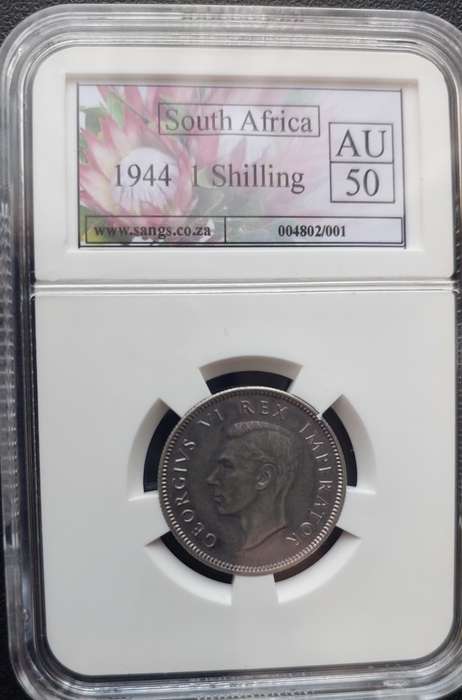 South Africa
AU
1944 1 Shilling
50
www.sangs.co.za
004802/001
GEORGIVS VI REX IMPERATOR